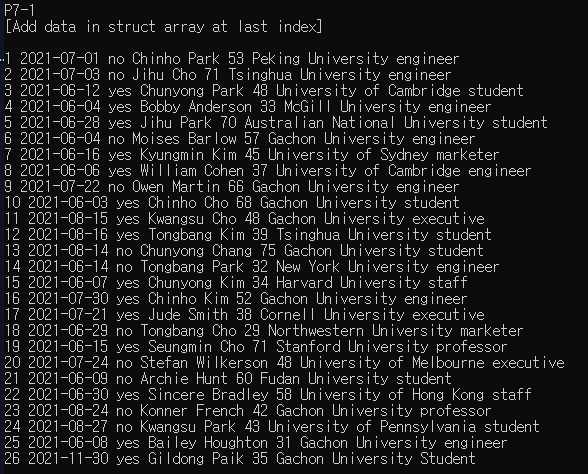 P7-1
[Add data in struct array at last index]
1 2021-07-01 no Chinho Park 53 Peking University engineer
2 2021-07-03 no Jihu Cho 71 Tsinghua University engineer
3 2021-06-12 yes Chunyong Park 48 University of Cambridge student
4 2021-06-04 yes Bobby Anderson 33 McGill University engineer
5 2021-06-28 yes Jihu Park 70 Australian National University student
6 2021-06-04 no Moises Barlow 57 Gachon University engineer
7 2021-06-16 yes Kyungmin Kim 45 University of Sydney marketer
8 2021-06-06 yes William Cohen 37 University of Cambridge engineer
9 2021-07-22 no Owen Martin 66 Gachon University engineer
10 2021-06-03 yes Chinho Cho 68 Gachon University student
11 2021-08-15 yes Kwangsu Cho 48 Gachon University executive
12 2021-08-16 yes Tongbang Kim 39 Tsinghua University student
13 2021-08-14 no Chunyong Chang 75 Gachon University student
14 2021-06-14 no Tongbang Park 32 New York University engineer
15 2021-06-07 yes Chunyong Kim 34 Harvard University staff
16 2021-07-30 yes Chinho Kim 52 Gachon University engineer
17 2021-07-21 yes Jude Smith 38 Cornell University executive
18 2021-06-29 no Tongbang Cho 29 Northwestern University marketer
19 2021-06-15 yes Seungmin Cho 71 Stanford University professor
20 2021-07-24 no Stefan Wilkerson 48 University of Melbourne executive
21 2021-06-09 no Archie Hunt 60 Fudan University student
22 2021-06-30 yes Sincere Bradley 58 University of Hong Kong staff
23 2021-08-24 no Konner French 42 Gachon University professor
24 2021-08-27 no Kwangsu Park 43 University of Pennsylvania student
25 2021-06-08 yes Bailey Houghton 31 Gachon University engineer
26 2021-11-30 yes Gildong Paik 35 Gachon University Student